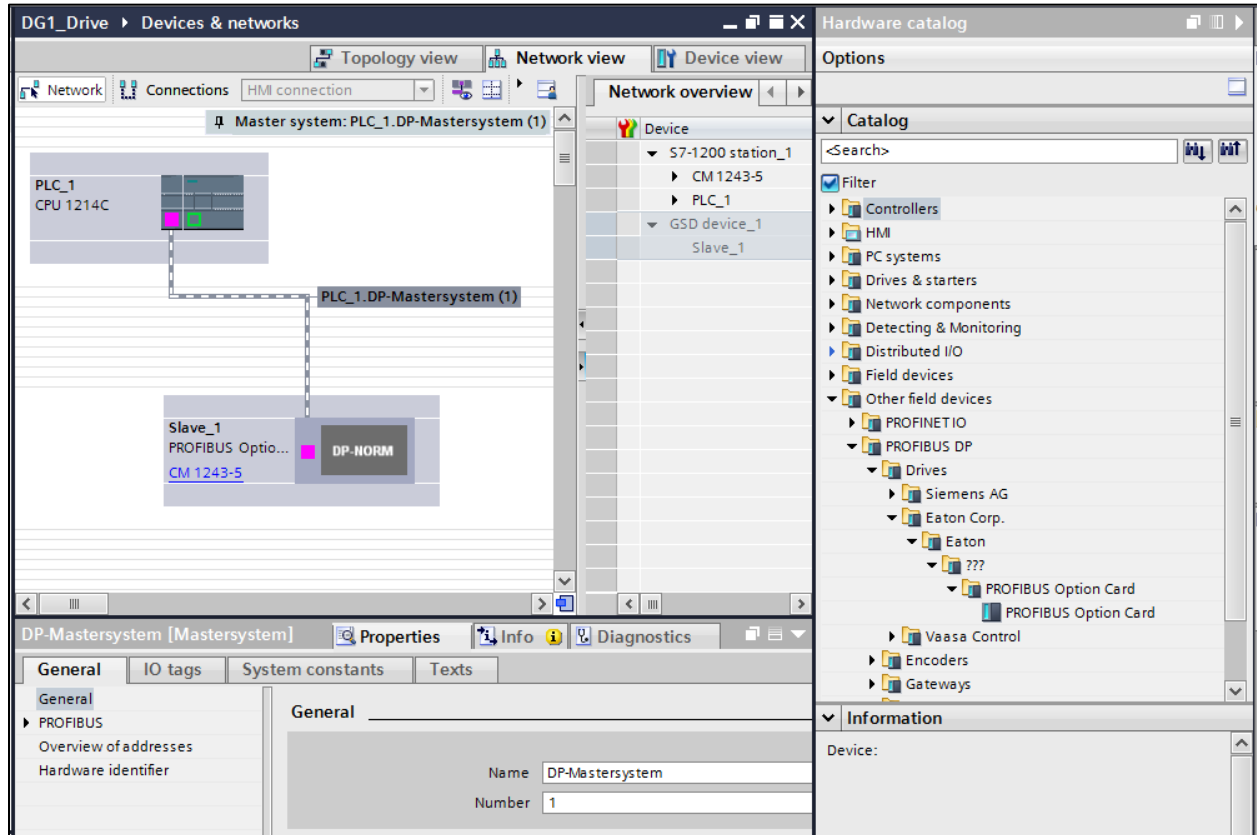 DG1_Drive ▸ Devices & networks
Topology view Network view Device view
Network Connections HMI connection
Master system: PLC_1.DP-Mastersystem (1)
PLC_1
CPU 1214C
PLC_1.DP-Mastersystem (1)
Slave_1
PROFIBUS Optio...
DP-NORM
CM 1243-5
Network overview
Device
S7-1200 station_1
CM 1243-5
PLC_1
GSD device_1
Slave_1
DP-Mastersystem [Mastersystem]
Properties Info Diagnostics
General IO tags System constants Texts
General
PROFIBUS
Overview of addresses
Hardware identifier
General
Name DP-Mastersystem
Number 1
Hardware catalog
Options
Catalog
<Search>
Filter
Controllers
HMI
PC systems
Drives & starters
Network components
Detecting & Monitoring
Distributed I/O
Field devices
Other field devices
PROFINET IO
PROFIBUS DP
Drives
Siemens AG
Eaton Corp.
Eaton
???
PROFIBUS Option Card
PROFIBUS Option Card
Vaasa Control
Encoders
Gateways
Information
Device: